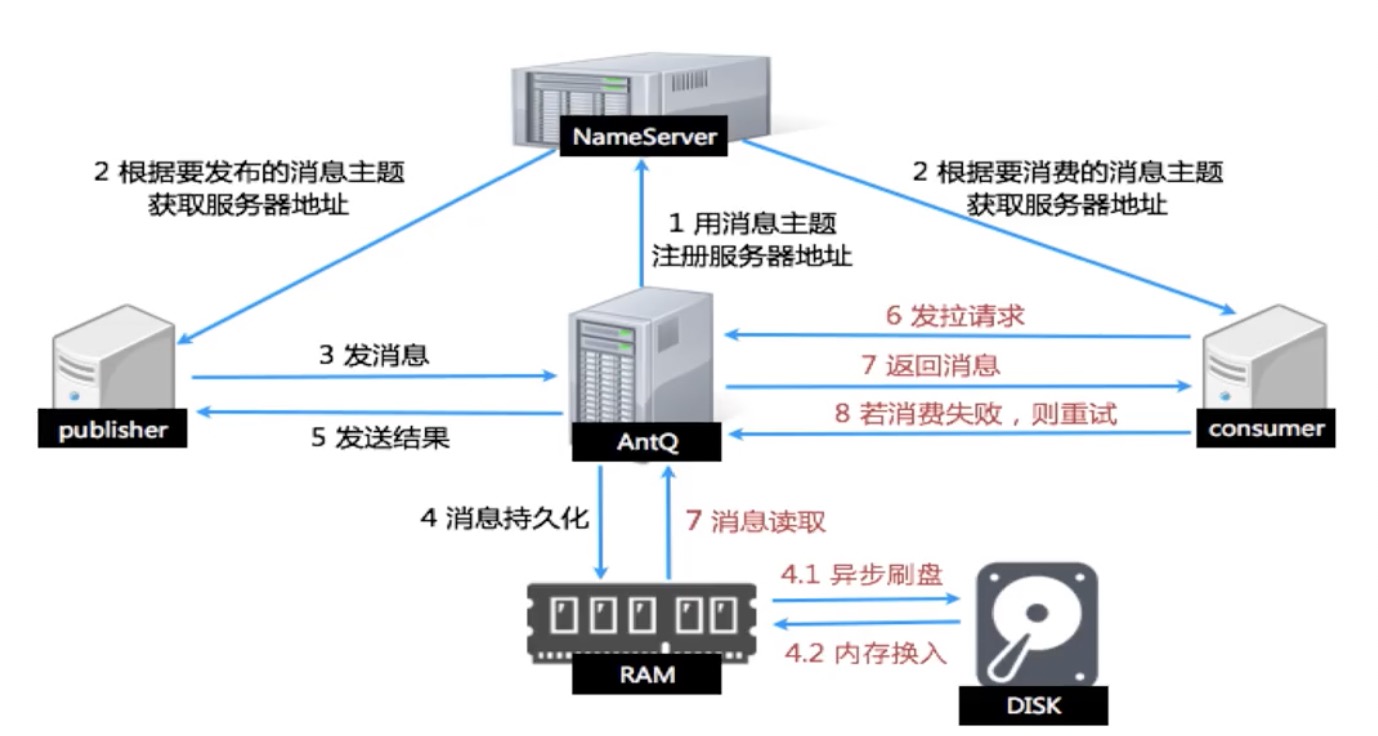 NameServer
2 根据要发布的消息主题
获取服务器地址
2 根据要消费的消息主题
获取服务器地址
1 用消息主题
注册服务器地址
publisher
3 发消息
5 发送结果
AntQ
6 发拉请求
7 返回消息
8 若消费失败，则重试
consumer
4 消息持久化
7 消息读取
4.1 异步刷盘
4.2 内存换入
RAM
DISK